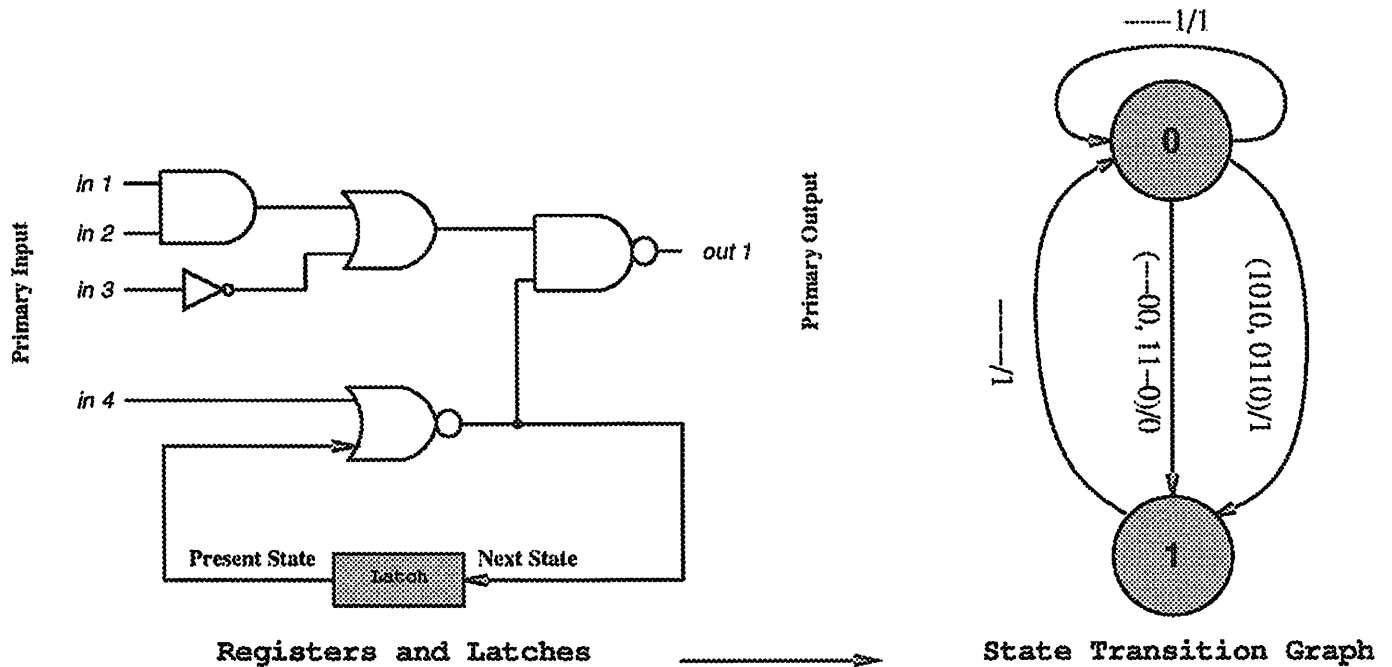 -------1/1
0
in 1
in 2
in 3
in 4
Primary Input
out 1
Primary Output
-------/1
(----00, 11--0)/0
(1010, 0110)/1
Present State
Latch
Next State
1
Registers and Latches
State Transition Graph